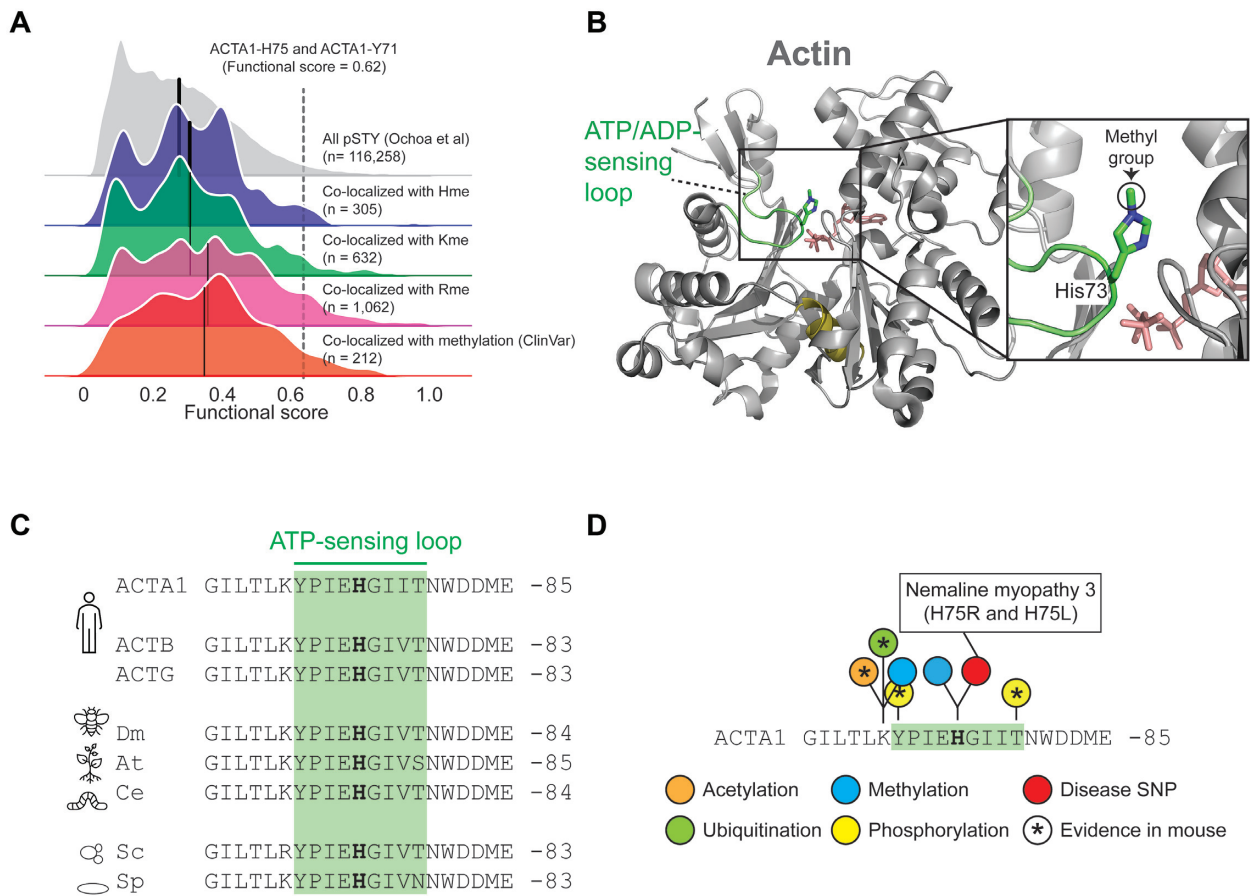 A
ACTA1-H75 and ACTA1-Y71
(Functional score = 0.62)
All pSTY (Ochoa et al)
(n= 116,258)
Co-localized with Hme
(n = 305)
Co-localized with Kme
(n = 632)
Co-localized with Rme
(n = 1,062)
Co-localized with methylation (ClinVar)
(n = 212)
0 0.2 0.4 0.6 0.8 1.0
Functional score
B
Actin
ATP/ADP-
sensing
loop
Methyl
group
His73
C
ATP-sensing loop
ACTA1 GILTLKYPIEHGIITNWDDME -85
ACTB GILTLKYPIEHGIVTNWDDME -83
ACTG GILTLKYPIEHGIVTNWDDME -83
Dm GILTLKYPIEHGIVTNWDDME -84
At GILTLKYPIEHGIVSNWDDME -85
Ce GILTLKYPIEHGIVTNWDDME -84
Sc GILTLRYPIEHGIVTNWDDME -83
Sp GILTLKYPIEHGIVNNWDDME -83
D
Nemaline myopathy 3
(H75R and H75L)
* * * *
ACTA1 GILTLKYPIEHGIITNWDDME -85
Acetylation Methylation Disease SNP
Ubiquitination Phosphorylation * Evidence in mouse